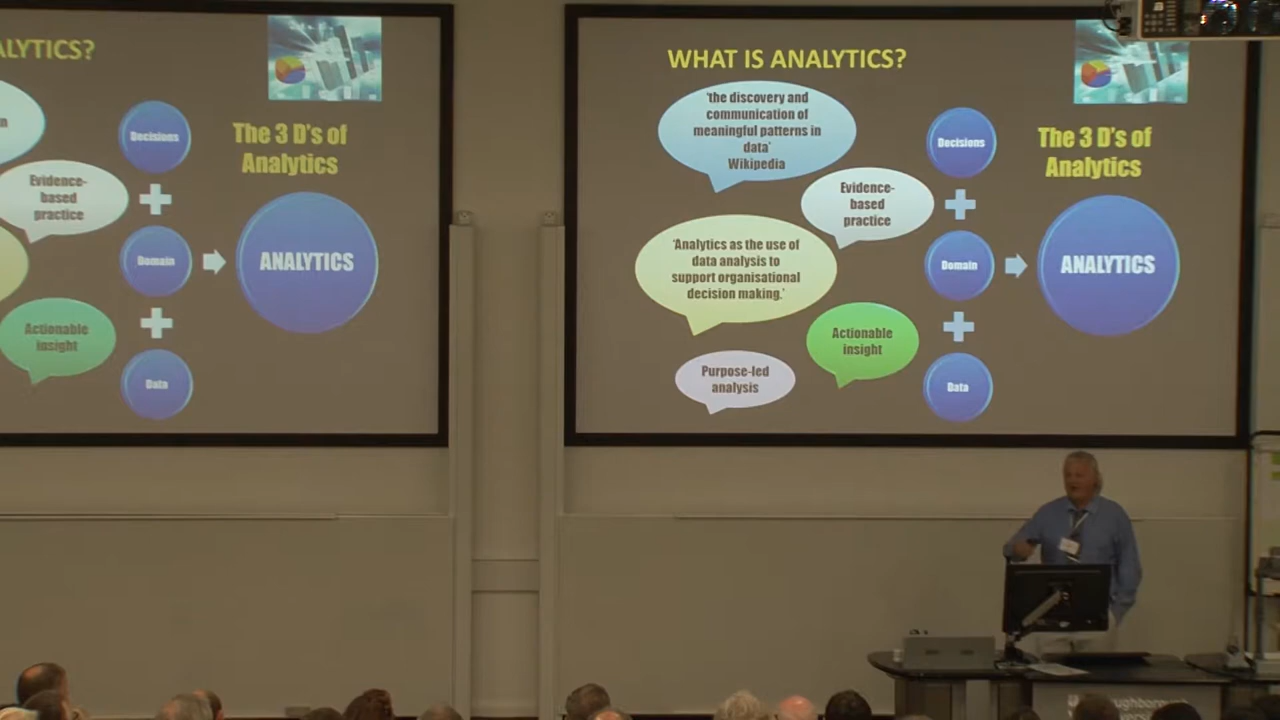 ALYTICS?
The 3 D's of
Analytics
Decisions
Evidence-
based
practice
Domain
ANALYTICS
Actionable
insight
Data
WHAT IS ANALYTICS?
'the discovery and
communication of
meaningful patterns in
data'
Wikipedia
Evidence-
based
practice
'Analytics as the use of
data analysis to
support organisational
decision making.'
Actionable
insight
Purpose-led
analysis
Decisions
The 3 D's of
Analytics
Domain
ANALYTICS
Data